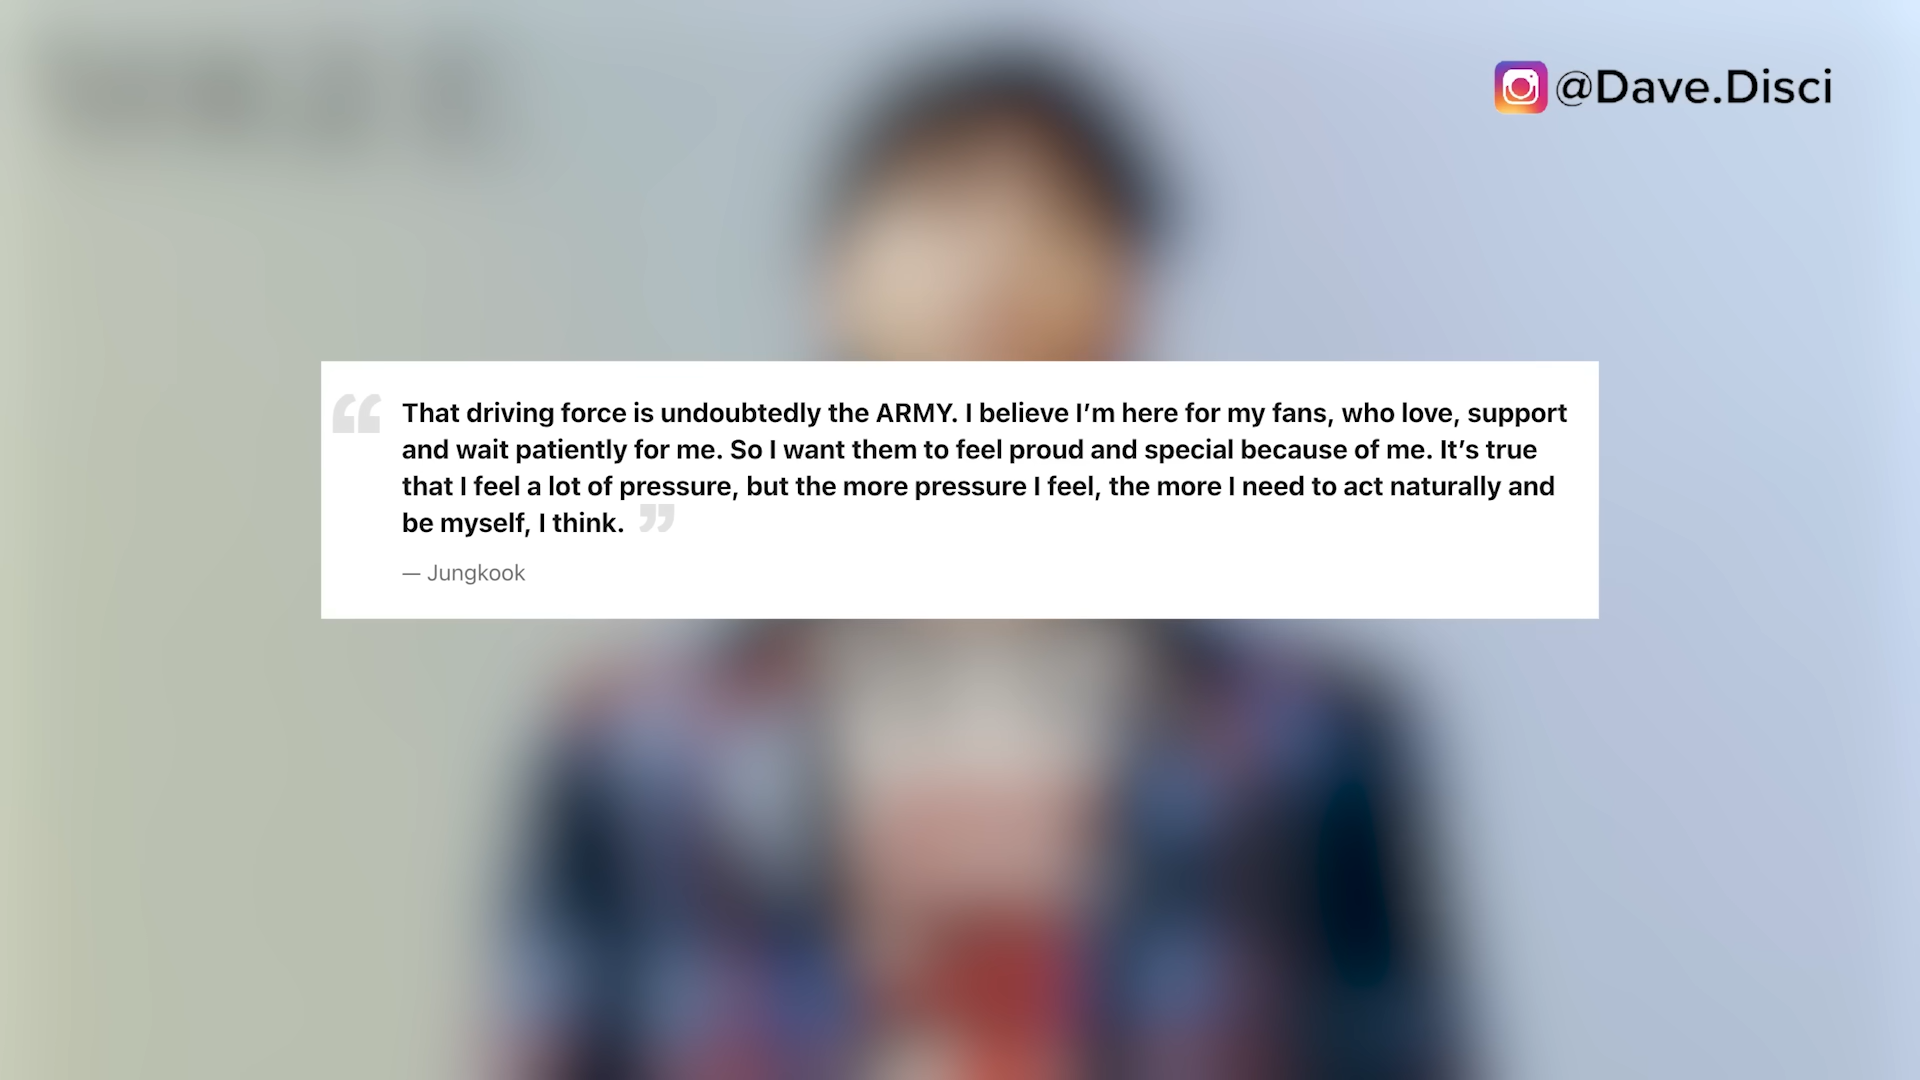 @Dave.Disci
“
That driving force is undoubtedly the ARMY. I believe I’m here for my fans, who love, support
and wait patiently for me. So I want them to feel proud and special because of me. It’s true
that I feel a lot of pressure, but the more pressure I feel, the more I need to act naturally and
be myself, I think. ”
— Jungkook